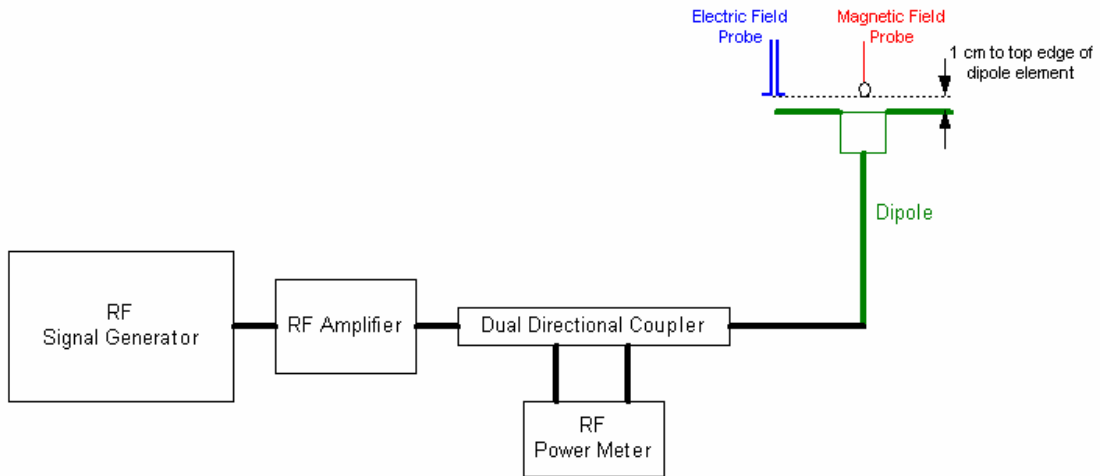 Electric Field
Probe
Magnetic Field
Probe
1 cm to top edge of
dipole element
Dipole
RF
Signal Generator
RF Amplifier
Dual Directional Coupler
RF
Power Meter